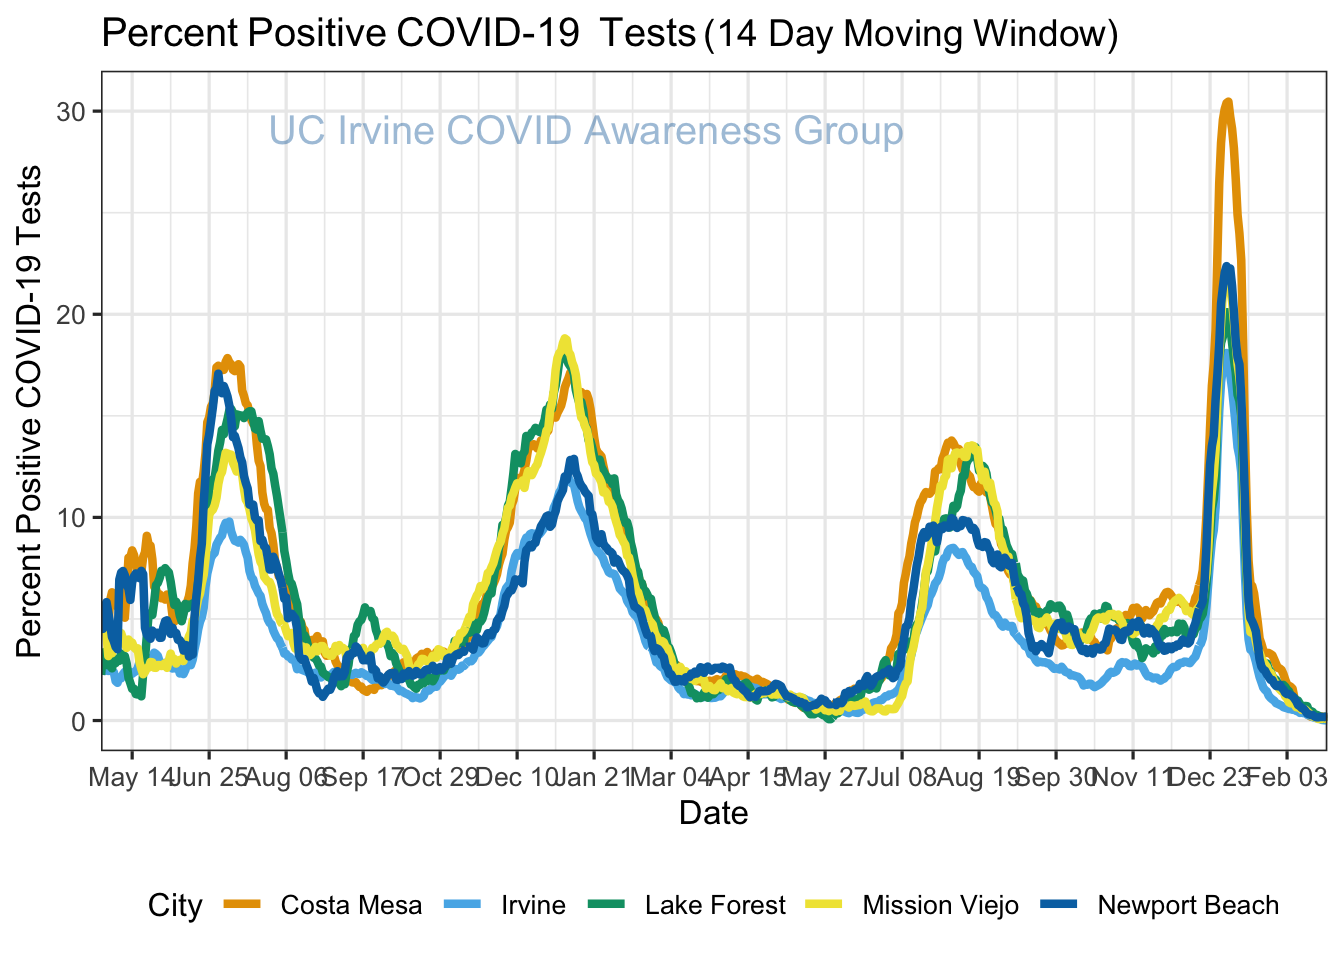 Percent Positive COVID-19 Tests (14 Day Moving Window)
UC Irvine COVID Awareness Group
Percent Positive COVID-19 Tests
30
20
10
0
May 14 Jun 25 Aug 06 Sep 17 Oct 29 Dec 10 Jan 21 Mar 04 Apr 15 May 27 Jul 08 Aug 19 Sep 30 Nov 11 Dec 23 Feb 03
Date
City Costa Mesa Irvine Lake Forest Mission Viejo Newport Beach